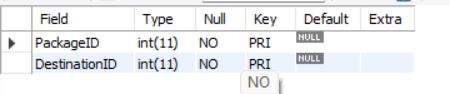 Field Type Null Key Default Extra
PackageID int(11) NO PRI NULL
DestinationID int(11) NO PRI NULL
NO